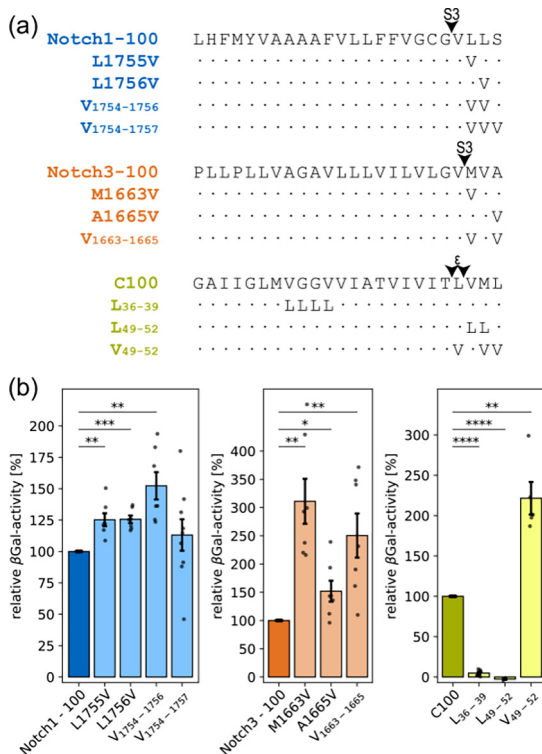 (a)
S3
Notch1-100 LHFMYVAAAAFVLLFFVGCGVLLS
L1755V .....................V..
L1756V ......................V.
V1754-1756 .....................VV.
V1754-1757 .....................VVV
S3
Notch3-100 PLLPLLVAGAVLLLVILVLGVMVA
M1663V .....................V..
A1665V .......................V
V1663-1665 .....................V.V
ε
C100 GAIIGLMVGGVVIATVIVITLVML
L36-39 .......LLLL.............
L49-52 .....................LL.
V49-52 ....................V.VV
(b)
relative βGal-activity [%]
200
175
150
125
100
75
50
25
0
**
***
**
Notch1 - 100
L1755V
L1756V
V1754-1756
V1754-1757
relative βGal-activity [%]
400
300
200
100
0
**
*
**
Notch3 - 100
M1663V
A1665V
V1663-1665
relative βGal-activity [%]
300
250
200
150
100
50
0
**
****
****
C100
L36-39
L49-52
V49-52